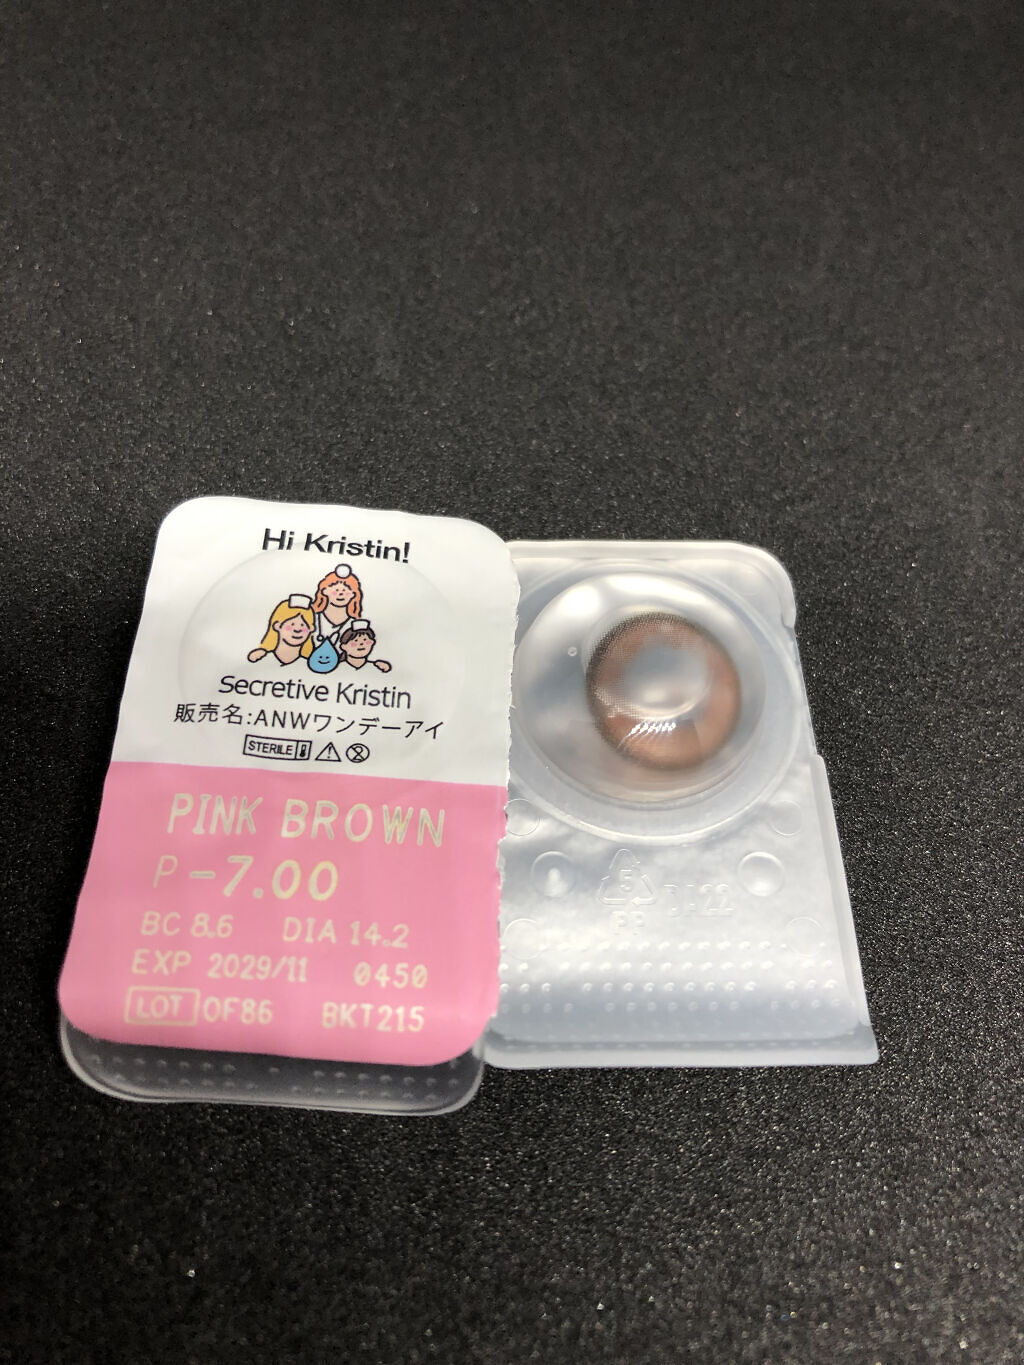 Hi Kristin!
Secretive Kristin
販売名:ANWワンデーアイ
STERILE
PINK BROWN
P -7.00
BC 8.6 DIA 14.2
EXP 2029/11 0450
LOT OF86 BKT215
5
PP